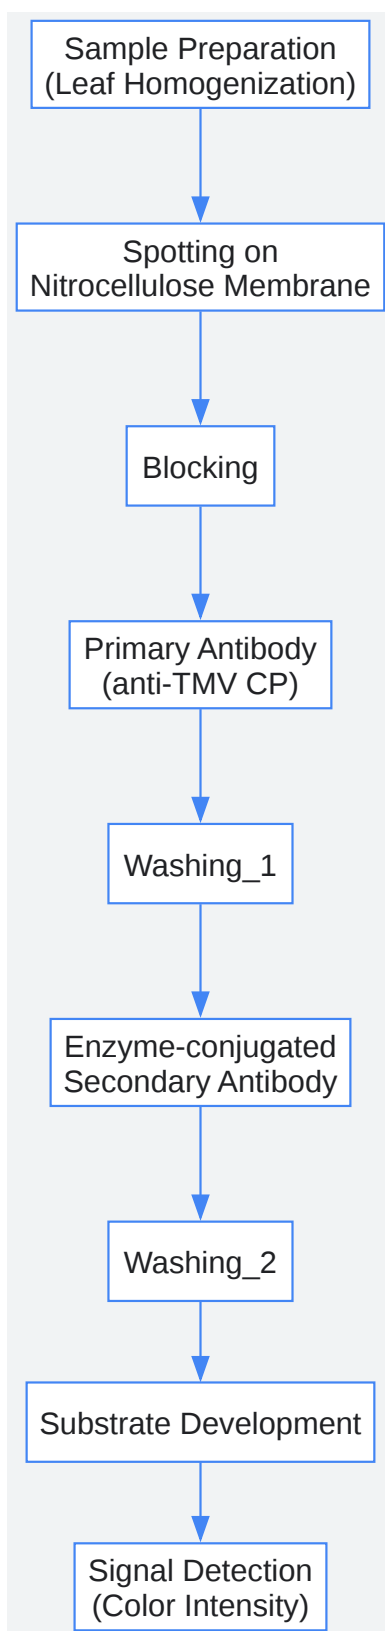 Sample Preparation
(Leaf Homogenization)
Spotting on
Nitrocellulose Membrane
Blocking
Primary Antibody
(anti-TMV CP)
Washing_1
Enzyme-conjugated
Secondary Antibody
Washing_2
Substrate Development
Signal Detection
(Color Intensity)